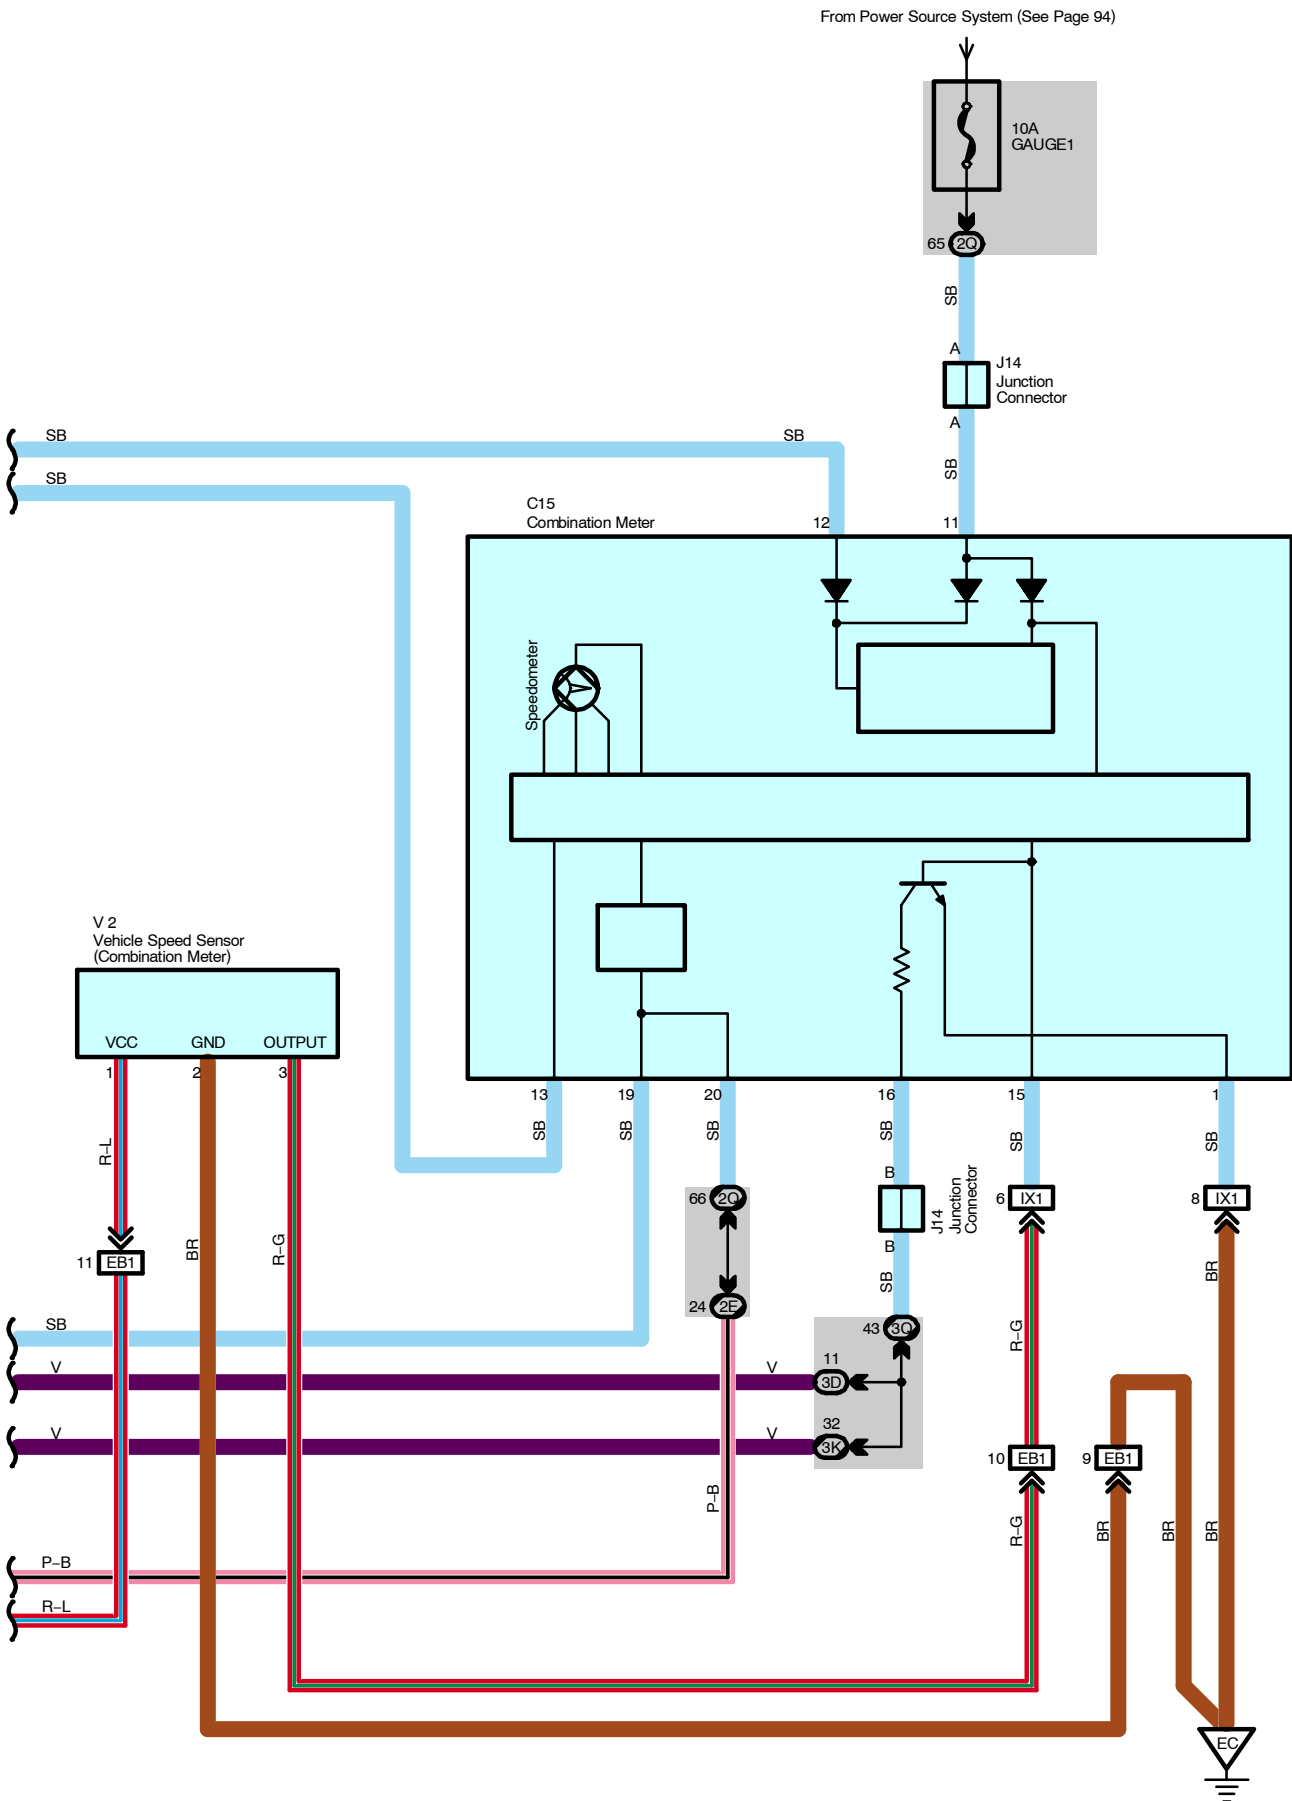 From Power Source System (See Page 94)
10A
GAUGE1
65 2Q
SB
A
J14
Junction
Connector
A
SB
SB
SB
SB
C15
Combination Meter
12
11
Speedometer
V 2
Vehicle Speed Sensor
(Combination Meter)
VCC
GND
OUTPUT
1
2
3
13
19
20
16
15
1
SB
SB
SB
SB
SB
SB
R–L
BR
R–G
11 EB1
66 2Q
24 2E
B
J14
Junction
Connector
B
SB
6 IX1
8 IX1
BR
SB
43 3Q
R–G
V
V
11
3D
V
V
32
3K
10 EB1
9 EB1
P–B
R–G
BR
BR
BR
P–B
R–L
EC